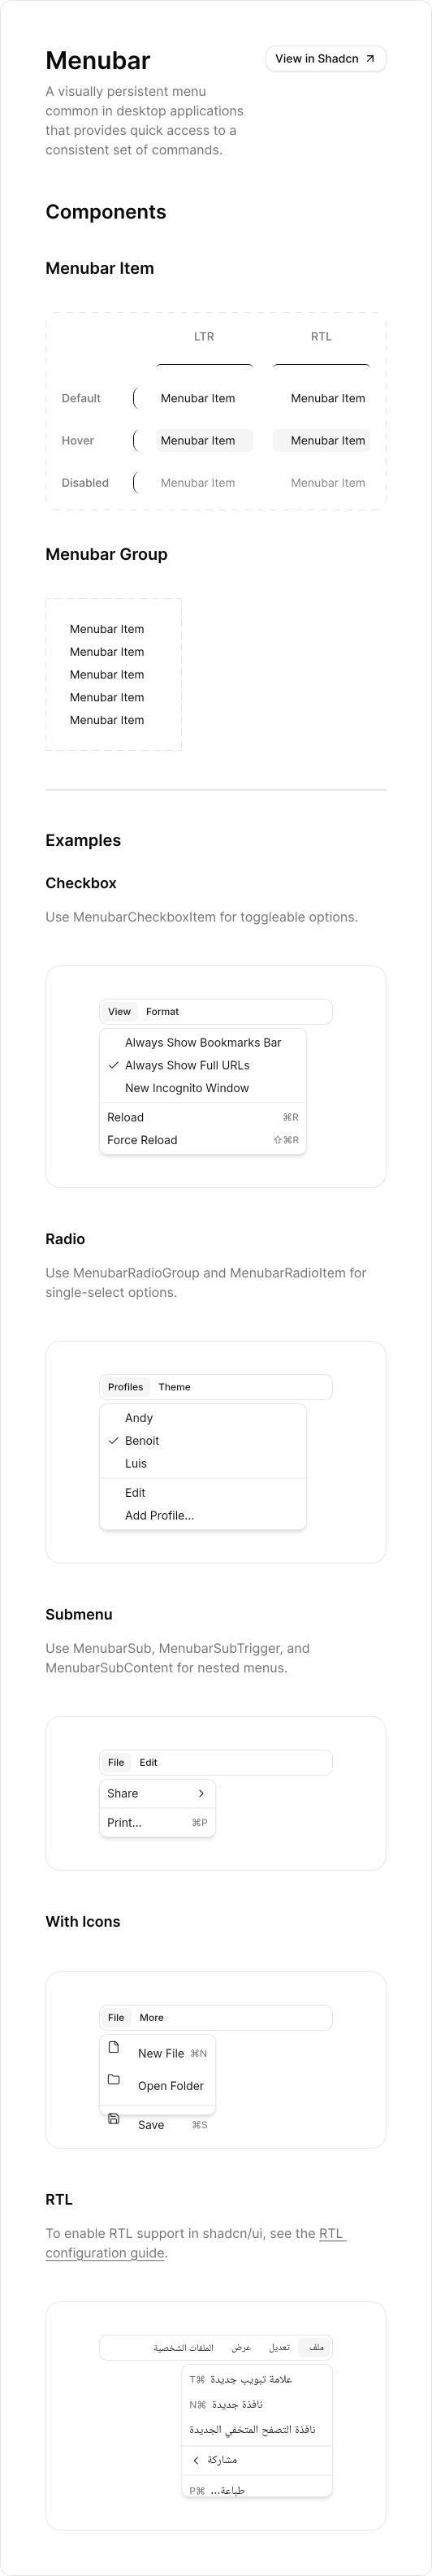 Menubar
View in Shadcn
A visually persistent menu
common in desktop applications
that provides quick access to a
consistent set of commands.
Components
Menubar Item
LTR RTL
Default Menubar Item Menubar Item
Hover Menubar Item Menubar Item
Disabled Menubar Item Menubar Item
Menubar Group
Menubar Item
Menubar Item
Menubar Item
Menubar Item
Menubar Item
Examples
Checkbox
Use MenubarCheckboxItem for toggleable options.
View Format
Always Show Bookmarks Bar
Always Show Full URLs
New Incognito Window
Reload ⌘R
Force Reload ⇧⌘R
Radio
Use MenubarRadioGroup and MenubarRadioItem for
single-select options.
Profiles Theme
Andy
Benoit
Luis
Edit
Add Profile...
Submenu
Use MenubarSub, MenubarSubTrigger, and
MenubarSubContent for nested menus.
File Edit
Share
Print... ⌘P
With Icons
File More
New File ⌘N
Open Folder
Save ⌘S
RTL
To enable RTL support in shadcn/ui, see the RTL
configuration guide.
ملف تعديل عرض الملفات الشخصية
علامة تبويب جديدة ⌘T
نافذة جديدة ⌘N
نافذة التصفح المتخفي الجديدة
مشاركة
طباعة... ⌘P